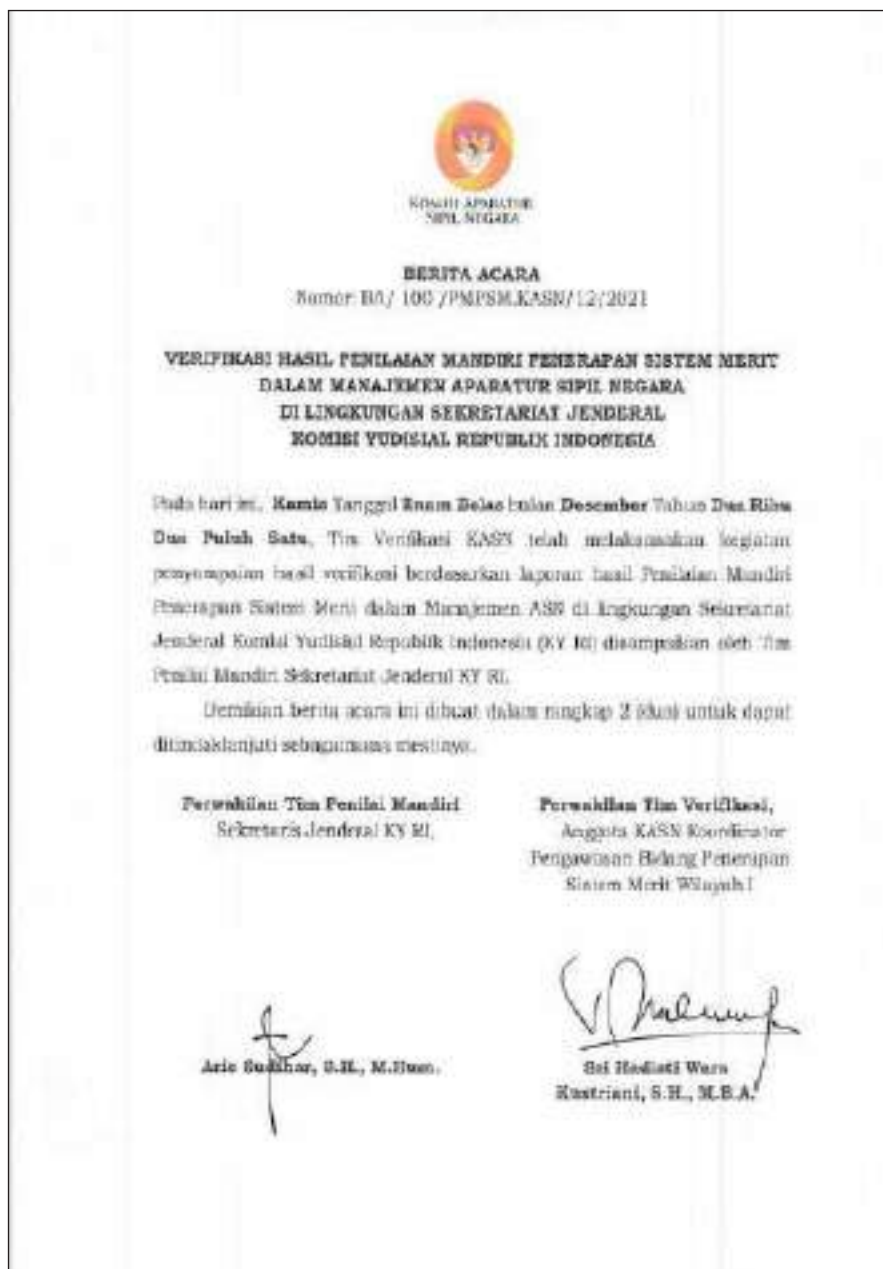 KOMISI APARATUR
SIPIL NEGARA
BERITA ACARA
Nomor: BA/ 100 /PMPSM.KASN/12/2021
VERIFIKASI HASIL PENILAIAN MANDIRI PENERAPAN SISTEM MERIT
DALAM MANAJEMEN APARATUR SIPIL NEGARA
DI LINGKUNGAN SEKRETARIAT JENDERAL
KOMISI YUDISIAL REPUBLIK INDONESIA
Pada hari ini, Kamis Tanggal Enam Belas bulan Desember Tahun Dua Ribu
Dua Puluh Satu, Tim Verifikasi KASN telah melaksanakan kegiatan
penyampaian hasil verifikasi berdasarkan laporan hasil Penilaian Mandiri
Penerapan Sistem Merit dalam Manajemen ASN di lingkungan Sekretariat
Jenderal Komisi Yudisial Republik Indonesia (KY RI) disampaikan oleh Tim
Penilai Mandiri Sekretariat Jenderal KY RI.
Demikian berita acara ini dibuat dalam rangkap 2 (dua) untuk dapat
ditindaklanjuti sebagaimana mestinya.
Perwakilan Tim Penilai Mandiri
Sekretaris Jenderal KY RI,
Perwakilan Tim Verifikasi,
Anggota KASN Koordinator
Pengawasan Bidang Penerapan
Sistem Merit Wilayah I
Arie Sudihar, S.H., M.Hum.
Sri Hadiati Wara
Kustriani, S.H., M.B.A.